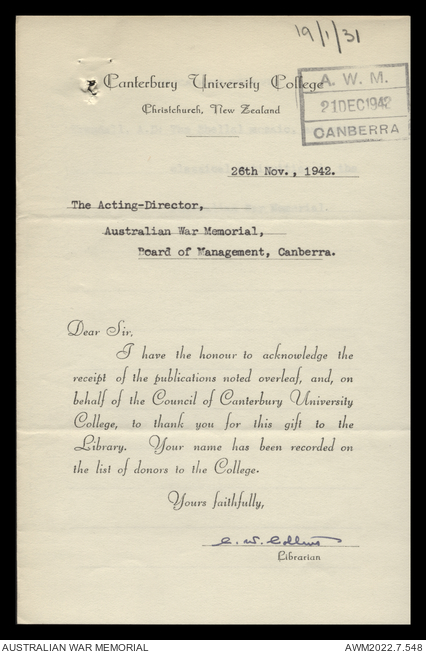 19/1/31
Canterbury University College
Christchurch, New Zealand
A. W. M.
21 DEC 1942
CANBERRA
26th Nov., 1942.
The Acting-Director,
Australian War Memorial,
Board of Management, Canberra.
Dear Sir,
I have the honour to acknowledge the
receipt of the publications noted overleaf, and, on
behalf of the Council of Canterbury University
College, to thank you for this gift to the
Library. Your name has been recorded on
the list of donors to the College.
Yours faithfully,
C. W. Collins
Librarian
AUSTRALIAN WAR MEMORIAL
AWM2022.7.548